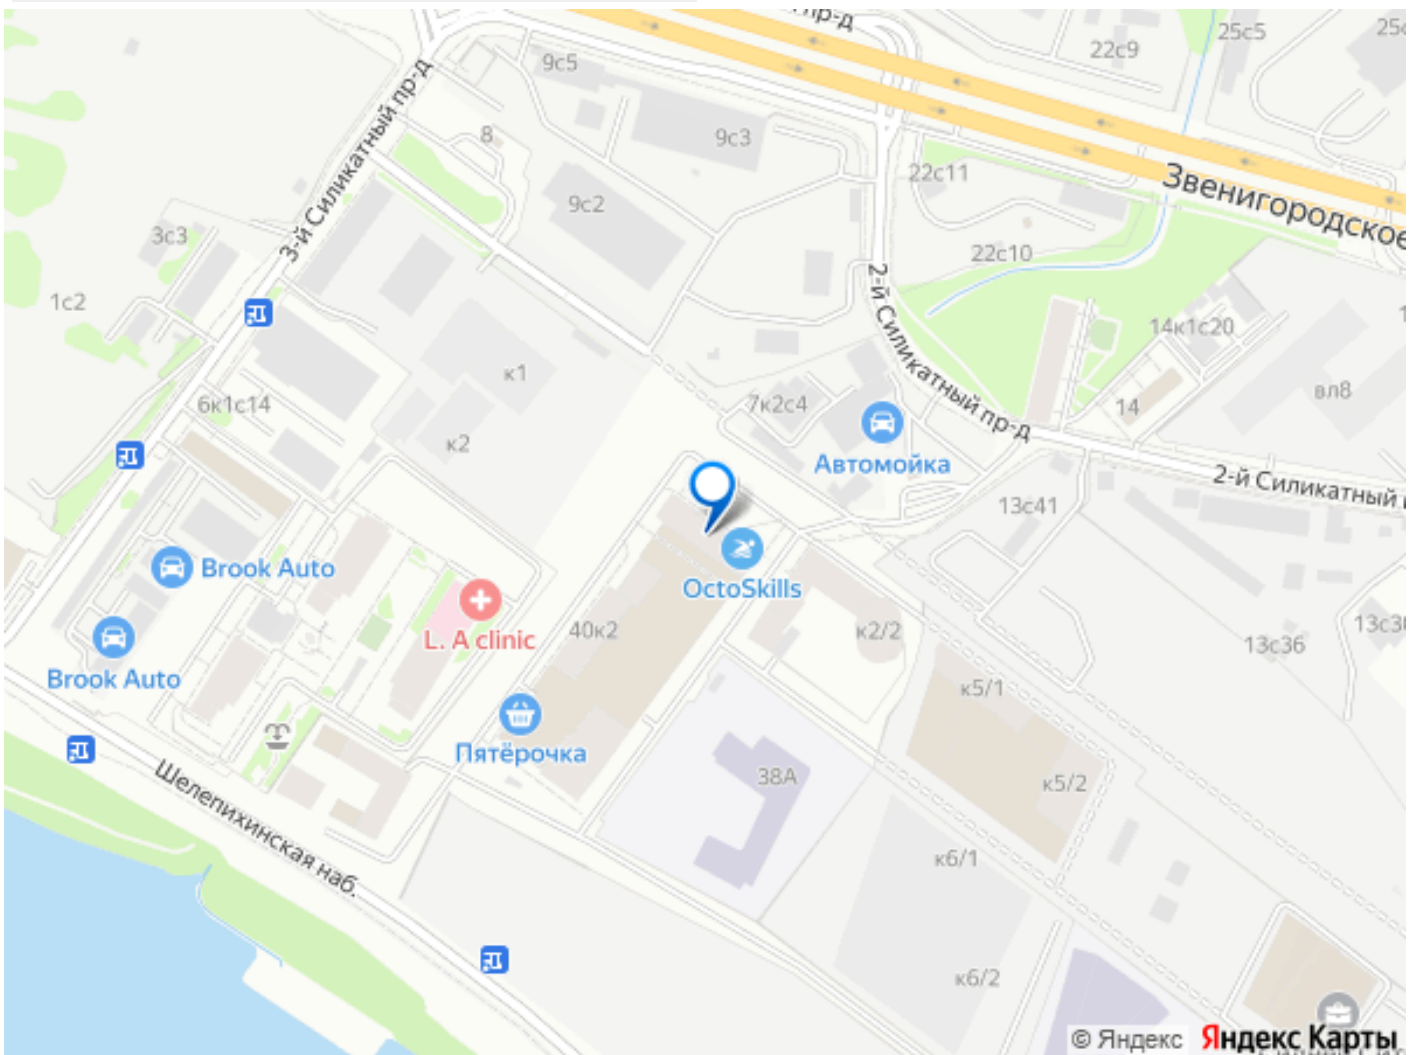 пр-д
25с5
22с9
9с5
3-й Силикатный пр-д
8
9с3
22с11
Звенигородское
9с2
3с3
22с10
2-й Силикатный пр-д
1с2
14к1с20
к1
вл8
6к1с14
7к2с4
14
к2
Автомойка
2-й Силикатный
13с41
Brook Auto
OctoSkills
L. A clinic
40к2
к2/2
13с36
Brook Auto
к5/1
Пятёрочка
38А
к5/2
Шелепихинская наб.
к6/1
к6/2
© Яндекс Яндекс Карты